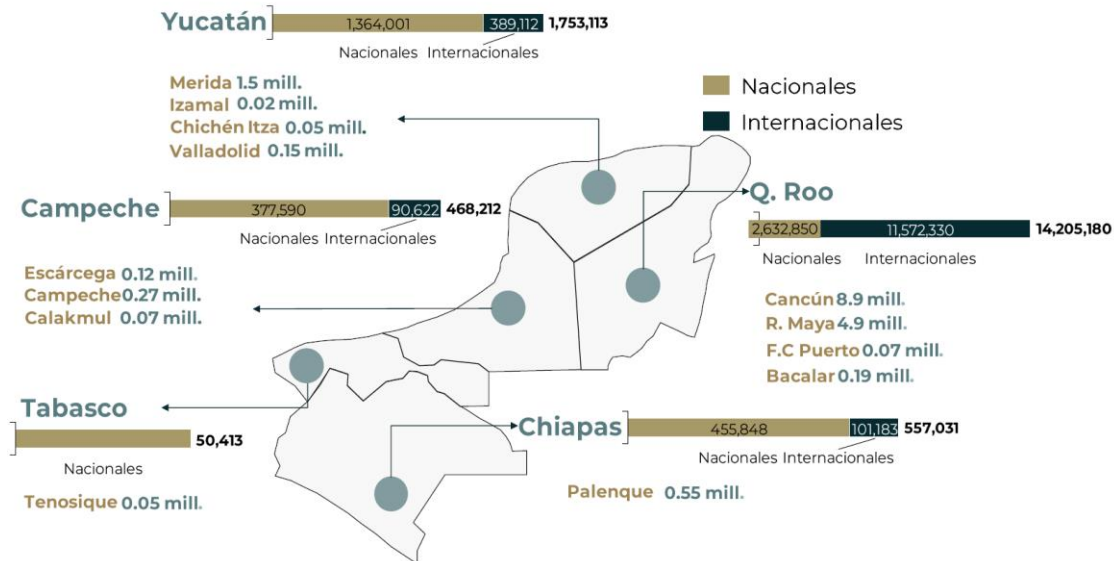 Yucatán 1,364,001 389,112 1,753,113
Nacionales Internacionales
Merida 1.5 mill.
Izamal 0.02 mill.
Chichén Itza 0.05 mill.
Valladolid 0.15 mill.
Nacionales
Internacionales
Campeche 377,590 90,622 468,212
Nacionales Internacionales
Escárcega 0.12 mill.
Campeche 0.27 mill.
Calakmul 0.07 mill.
Q. Roo
2,632,850 11,572,330 14,205,180
Nacionales Internacionales
Cancún 8.9 mill.
R. Maya 4.9 mill.
F.C Puerto 0.07 mill.
Bacalar 0.19 mill.
Tabasco
50,413
Nacionales
Tenosique 0.05 mill.
Chiapas 455,848 101,183 557,031
Nacionales Internacionales
Palenque 0.55 mill.